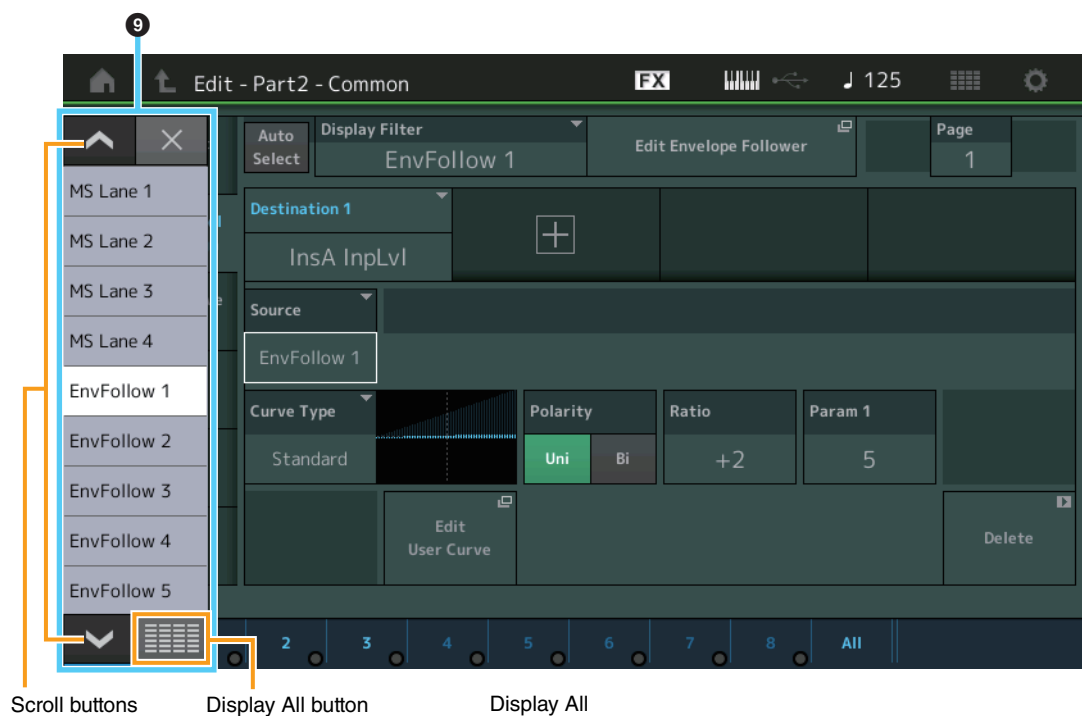 9
Edit - Part2 - Common
FX
♩ 125
Auto Select
Display Filter
EnvFollow 1
Edit Envelope Follower
Page
1
MS Lane 1
MS Lane 2
MS Lane 3
MS Lane 4
EnvFollow 1
EnvFollow 2
EnvFollow 3
EnvFollow 4
EnvFollow 5
Destination 1
InsA InpLvl
Source
EnvFollow 1
Curve Type
Standard
Polarity
Uni
Bi
Ratio
+2
Param 1
5
Edit
User Curve
Delete
2 3 4 5 6 7 8 All
Scroll buttons
Display All button
Display All